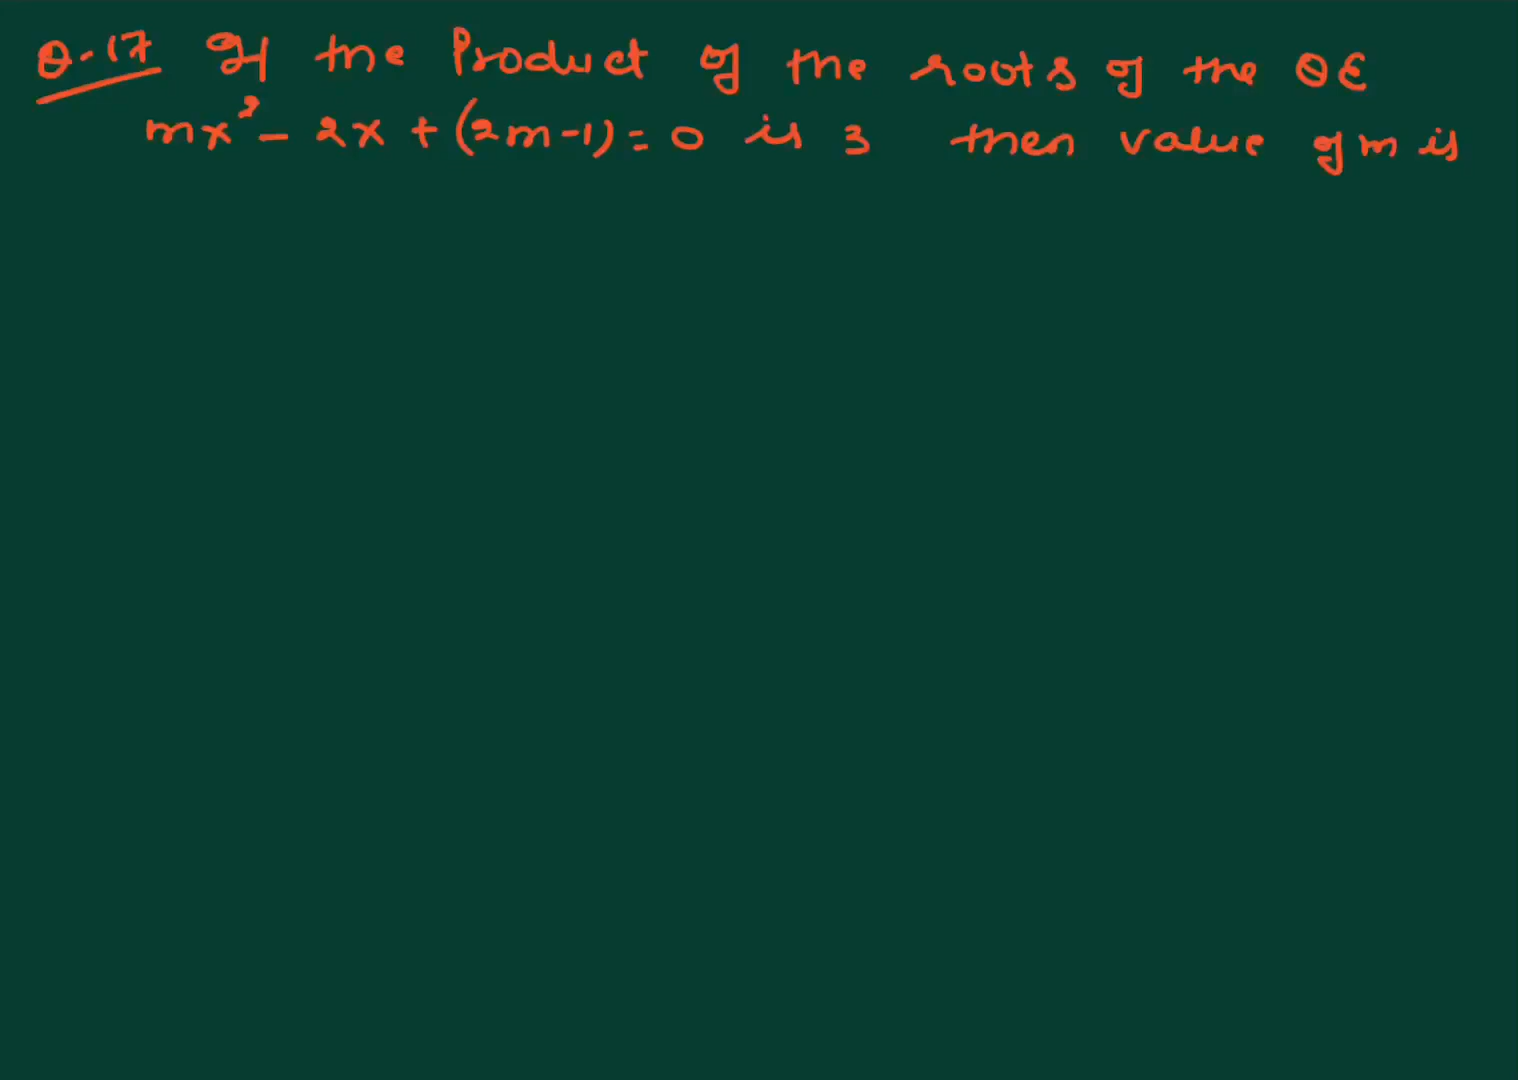 Q.17 If the Product of the roots of the QE
mx² - 2x + (2m-1) = 0 is 3 then value of m is